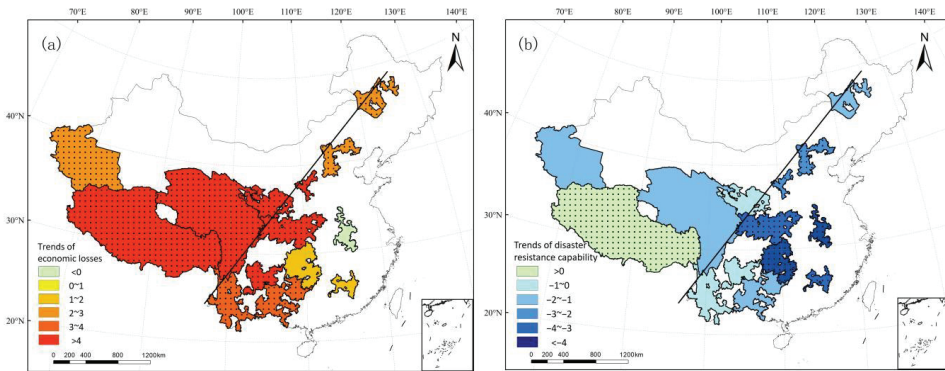 70°E 80°E 90°E 100°E 110°E 120°E 130°E 140°E
(a)
N
40°N
30°N
20°N
Trends of
economic losses
<0
0~1
1~2
2~3
3~4
>4
0 200 400 800 1200km
70°E 80°E 90°E 100°E 110°E 120°E 130°E 140°E
(b)
N
40°N
30°N
20°N
Trends of disaster
resistance capability
>0
−1~0
−2~−1
−3~−2
−4~−3
<−4
0 200 400 800 1200km